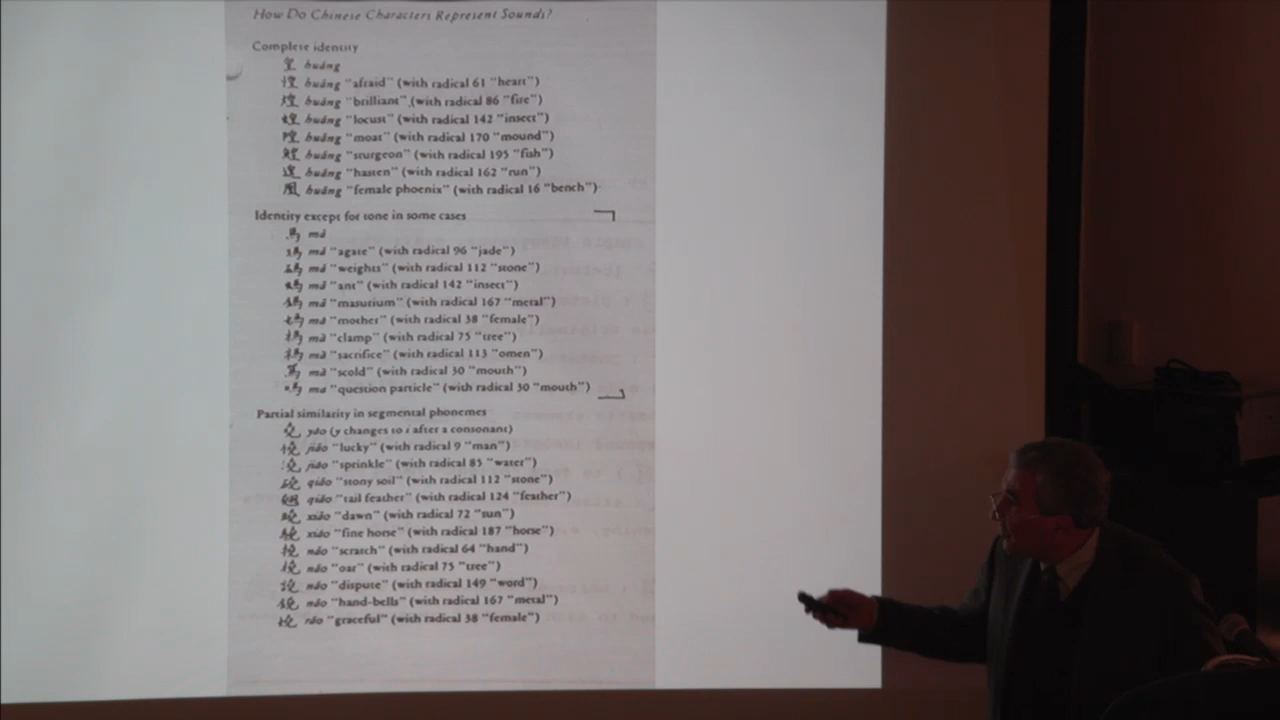 How Do Chinese Characters Represent Sounds?
Complete identity
皇 huáng
惶 huáng "afraid" (with radical 61 "heart")
煌 huáng "brilliant" (with radical 86 "fire")
蝗 huáng "locust" (with radical 142 "insect")
隍 huáng "moat" (with radical 170 "mound")
鰉 huáng "sturgeon" (with radical 195 "fish")
遑 huáng "hasten" (with radical 162 "run")
凰 huáng "female phoenix" (with radical 16 "bench")
Identity except for tone in some cases
馬 mǎ
瑪 mǎ "agate" (with radical 96 "jade")
碼 mǎ "weights" (with radical 112 "stone")
螞 mǎ "ant" (with radical 142 "insect")
鎷 mǎ "masurium" (with radical 167 "metal")
媽 mā "mother" (with radical 38 "female")
榪 mà "clamp" (with radical 75 "tree")
禡 mà "sacrifice" (with radical 113 "omen")
罵 mà "scold" (with radical 30 "mouth")
嗎 ma "question particle" (with radical 30 "mouth")
Partial similarity in segmental phonemes
堯 yáo (y changes to i after a consonant)
僥 jiǎo "lucky" (with radical 9 "man")
澆 jiāo "sprinkle" (with radical 85 "water")
磽 qiāo "stony soil" (with radical 112 "stone")
翹 qiáo "tail feather" (with radical 124 "feather")
曉 xiǎo "dawn" (with radical 72 "sun")
驍 xiāo "fine horse" (with radical 187 "horse")
撓 náo "scratch" (with radical 64 "hand")
橈 náo "oar" (with radical 75 "tree")
譊 náo "dispute" (with radical 149 "word")
鐃 náo "hand-bells" (with radical 167 "metal")
嬈 ráo "graceful" (with radical 38 "female")